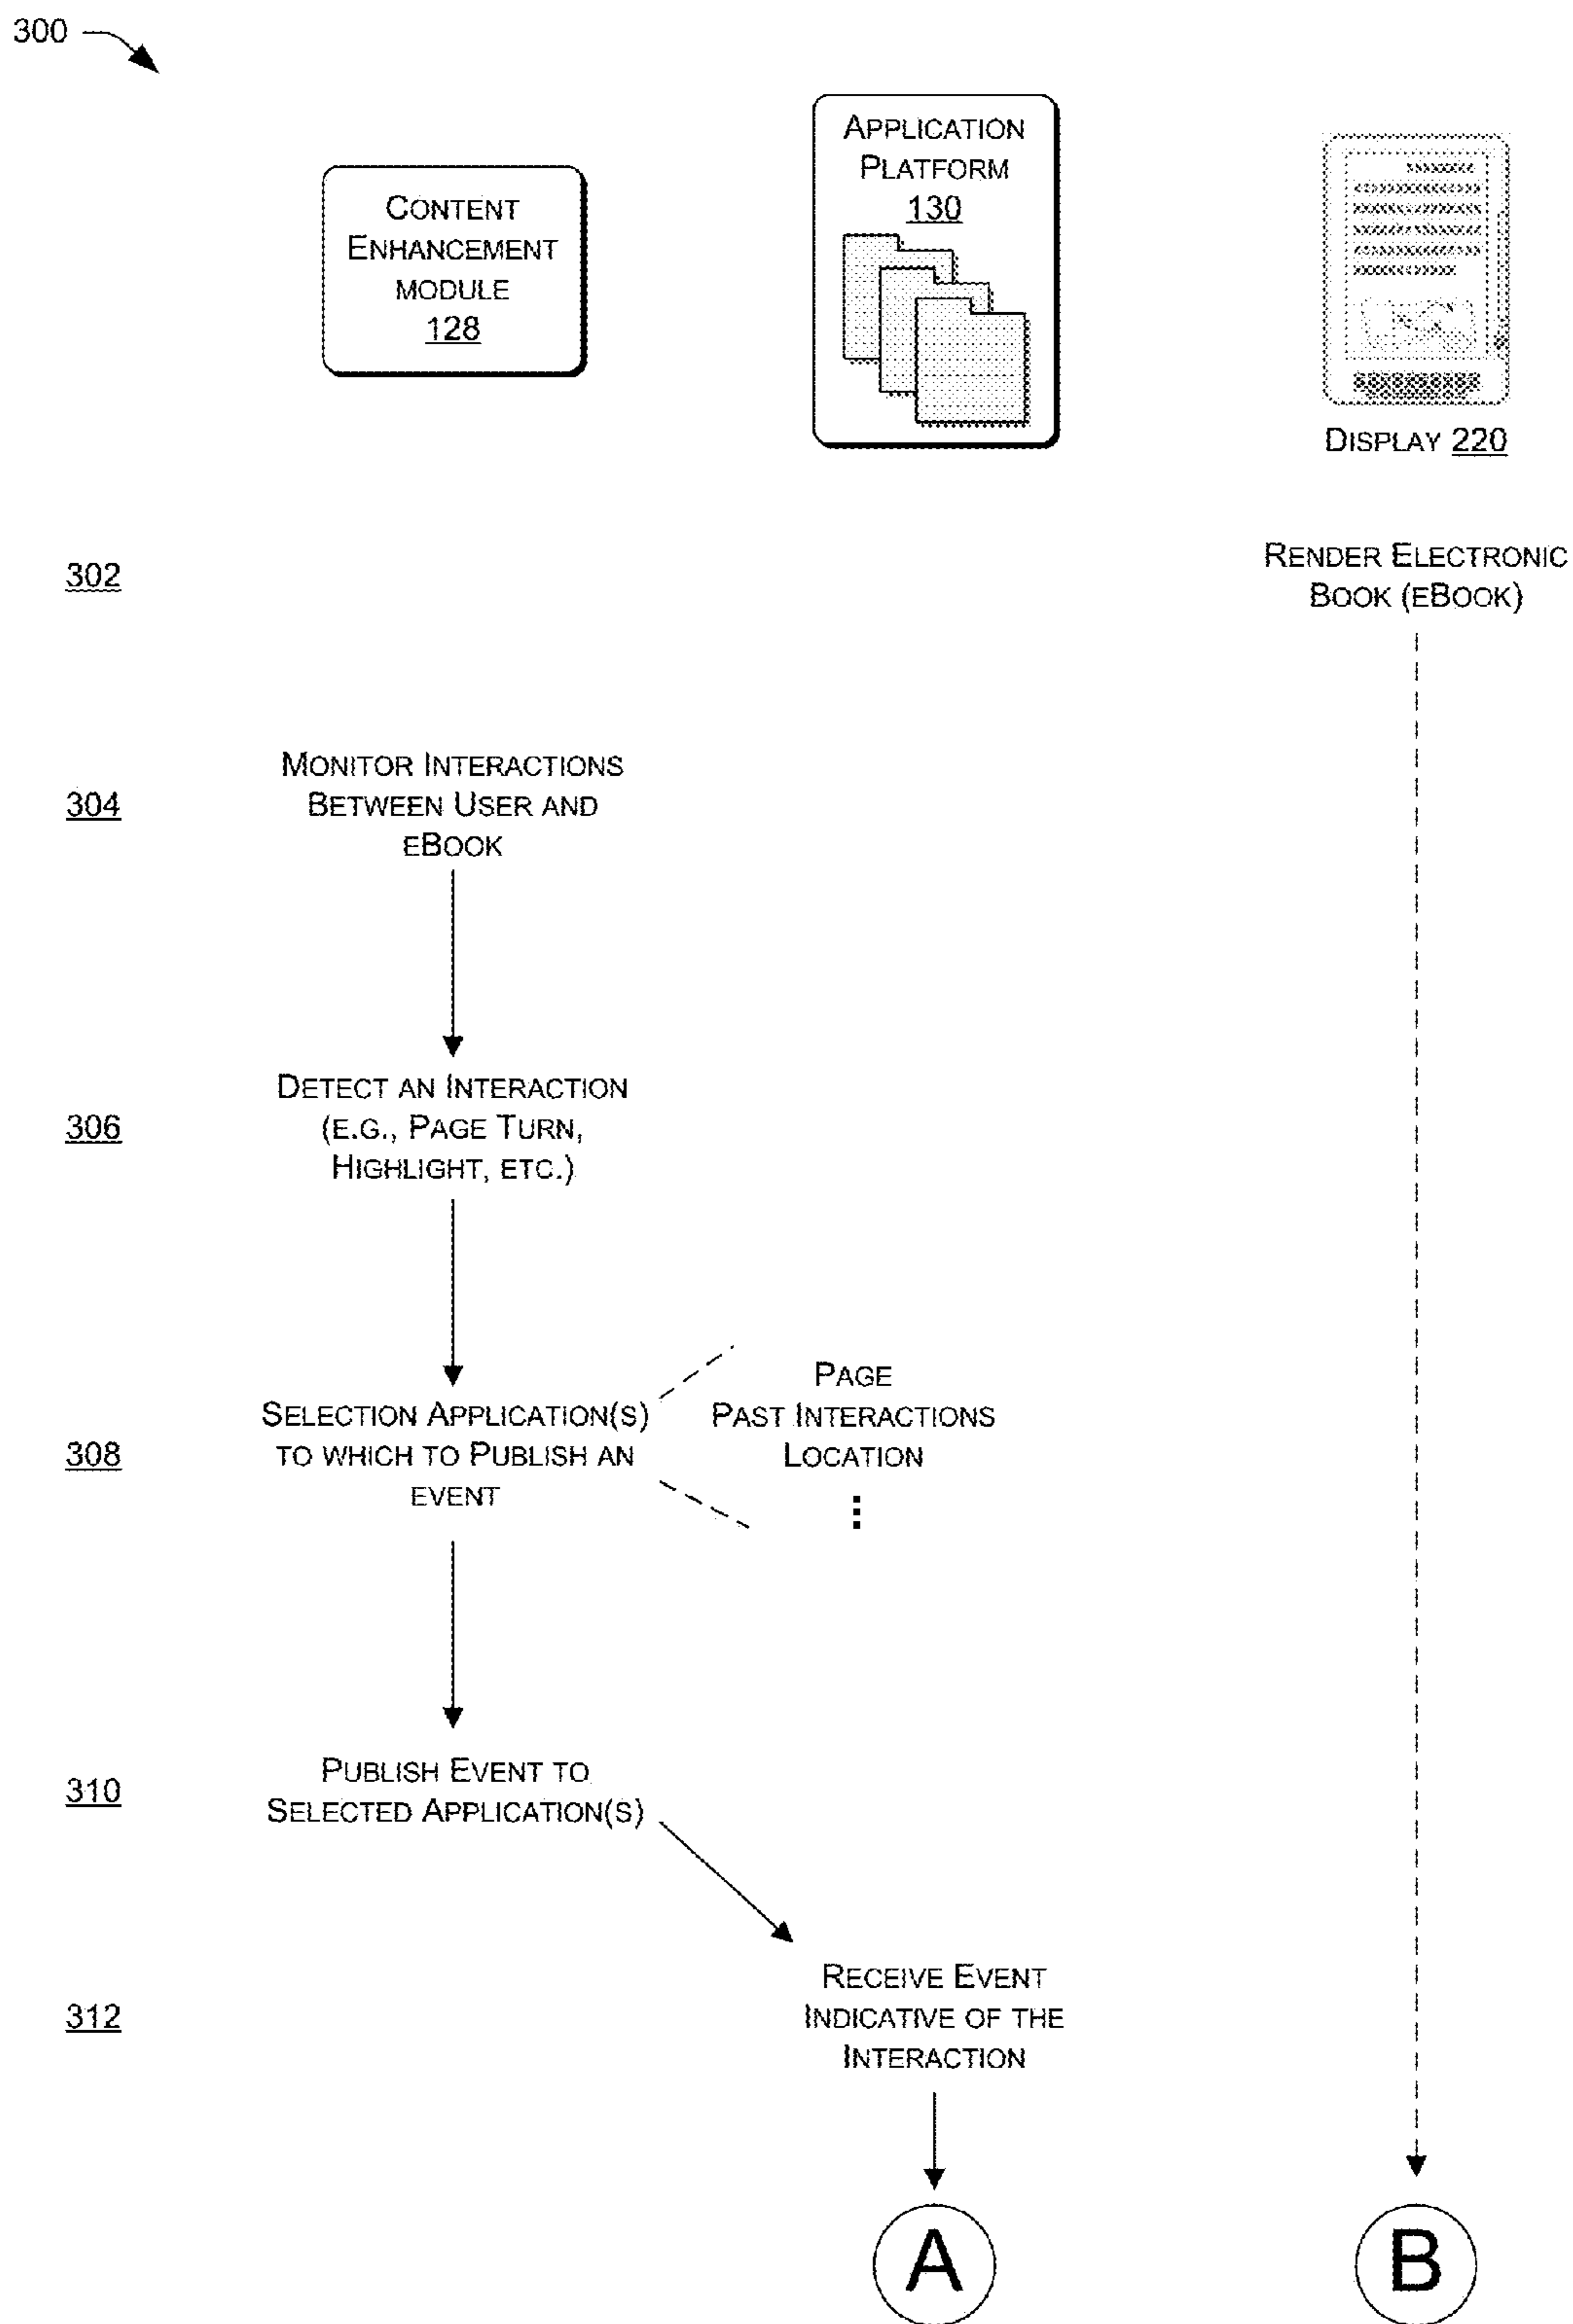 300
APPLICATION
PLATFORM
130
CONTENT
ENHANCEMENT
MODULE
128
DISPLAY 220
302
RENDER ELECTRONIC
BOOK (EBOOK)
304
MONITOR INTERACTIONS
BETWEEN USER AND
EBOOK
306
DETECT AN INTERACTION
(E.G., PAGE TURN,
HIGHLIGHT, ETC.)
308
SELECTION APPLICATION(S)
TO WHICH TO PUBLISH AN
EVENT
PAGE
PAST INTERACTIONS
LOCATION
⋮
310
PUBLISH EVENT TO
SELECTED APPLICATION(S)
312
RECEIVE EVENT
INDICATIVE OF THE
INTERACTION
A
B